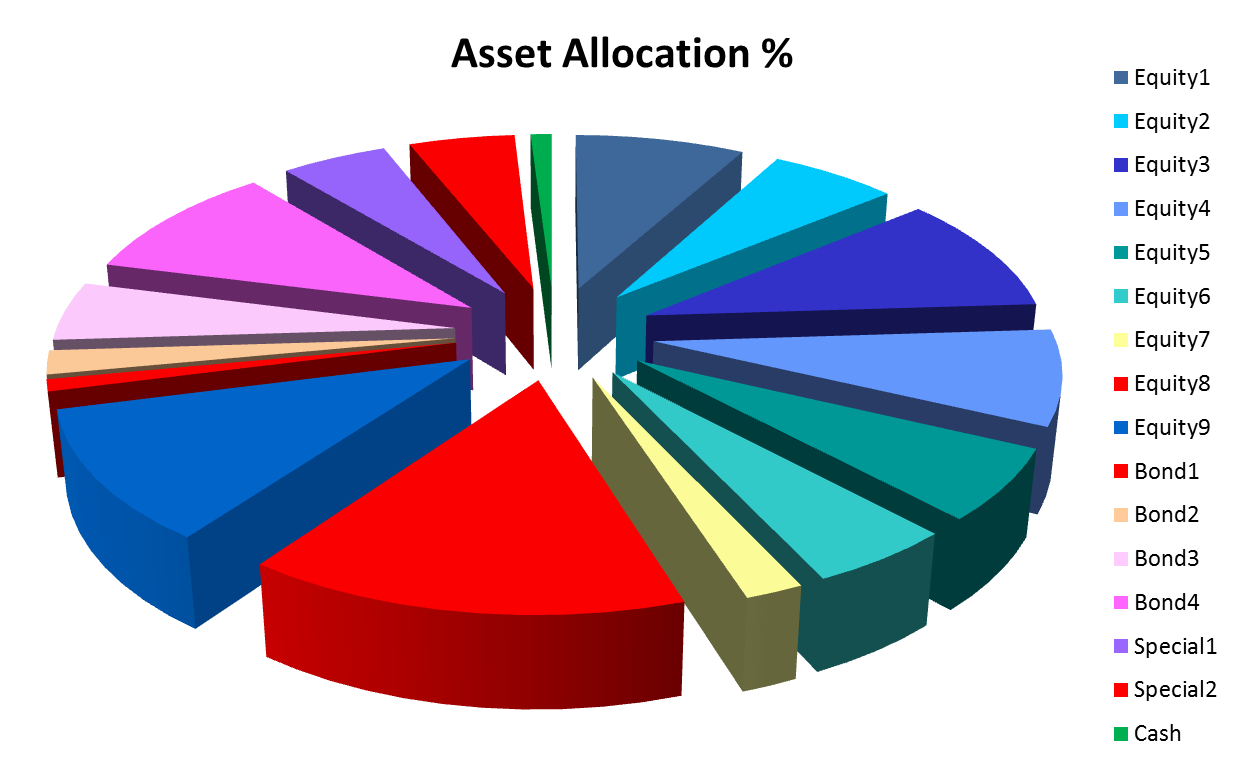 Asset Allocation %
Equity1
Equity2
Equity3
Equity4
Equity5
Equity6
Equity7
Equity8
Equity9
Bond1
Bond2
Bond3
Bond4
Special1
Special2
Cash